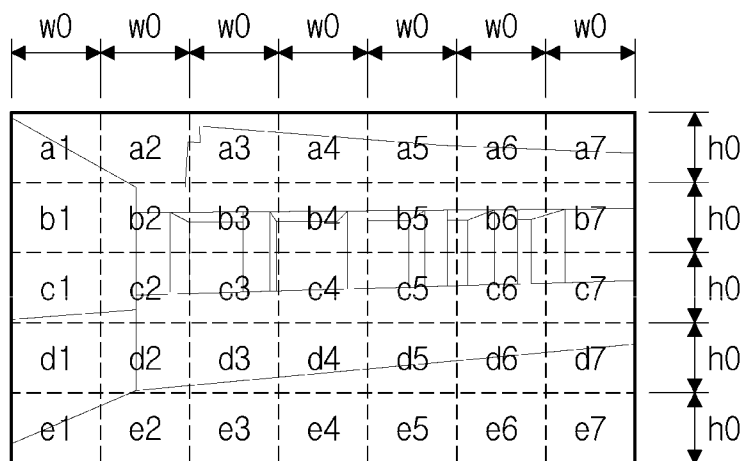 w0 w0 w0 w0 w0 w0 w0
a1 a2 a3 a4 a5 a6 a7 h0
b1 b2 b3 b4 b5 b6 b7 h0
c1 c2 c3 c4 c5 c6 c7 h0
d1 d2 d3 d4 d5 d6 d7 h0
e1 e2 e3 e4 e5 e6 e7 h0